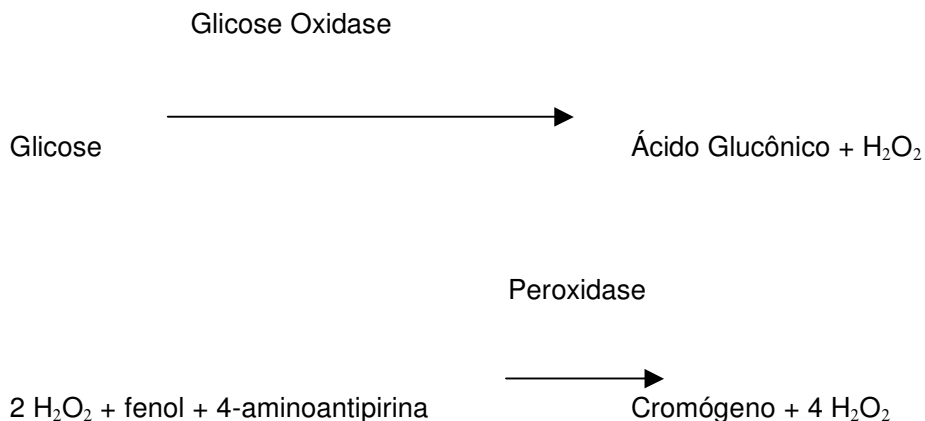 Glicose Oxidase
Glicose Ácido Glucônico + H₂O₂
Peroxidase
2 H₂O₂ + fenol + 4-aminoantipirina Cromógeno + 4 H₂O₂